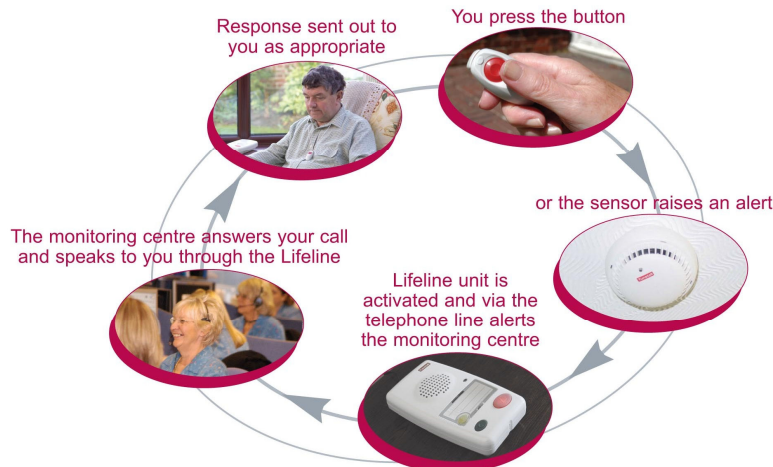 You press the button
or the sensor raises an alert
Lifeline unit is
activated and via the
telephone line alerts
the monitoring centre
The monitoring centre answers your call
and speaks to you through the Lifeline
Response sent out to
you as appropriate